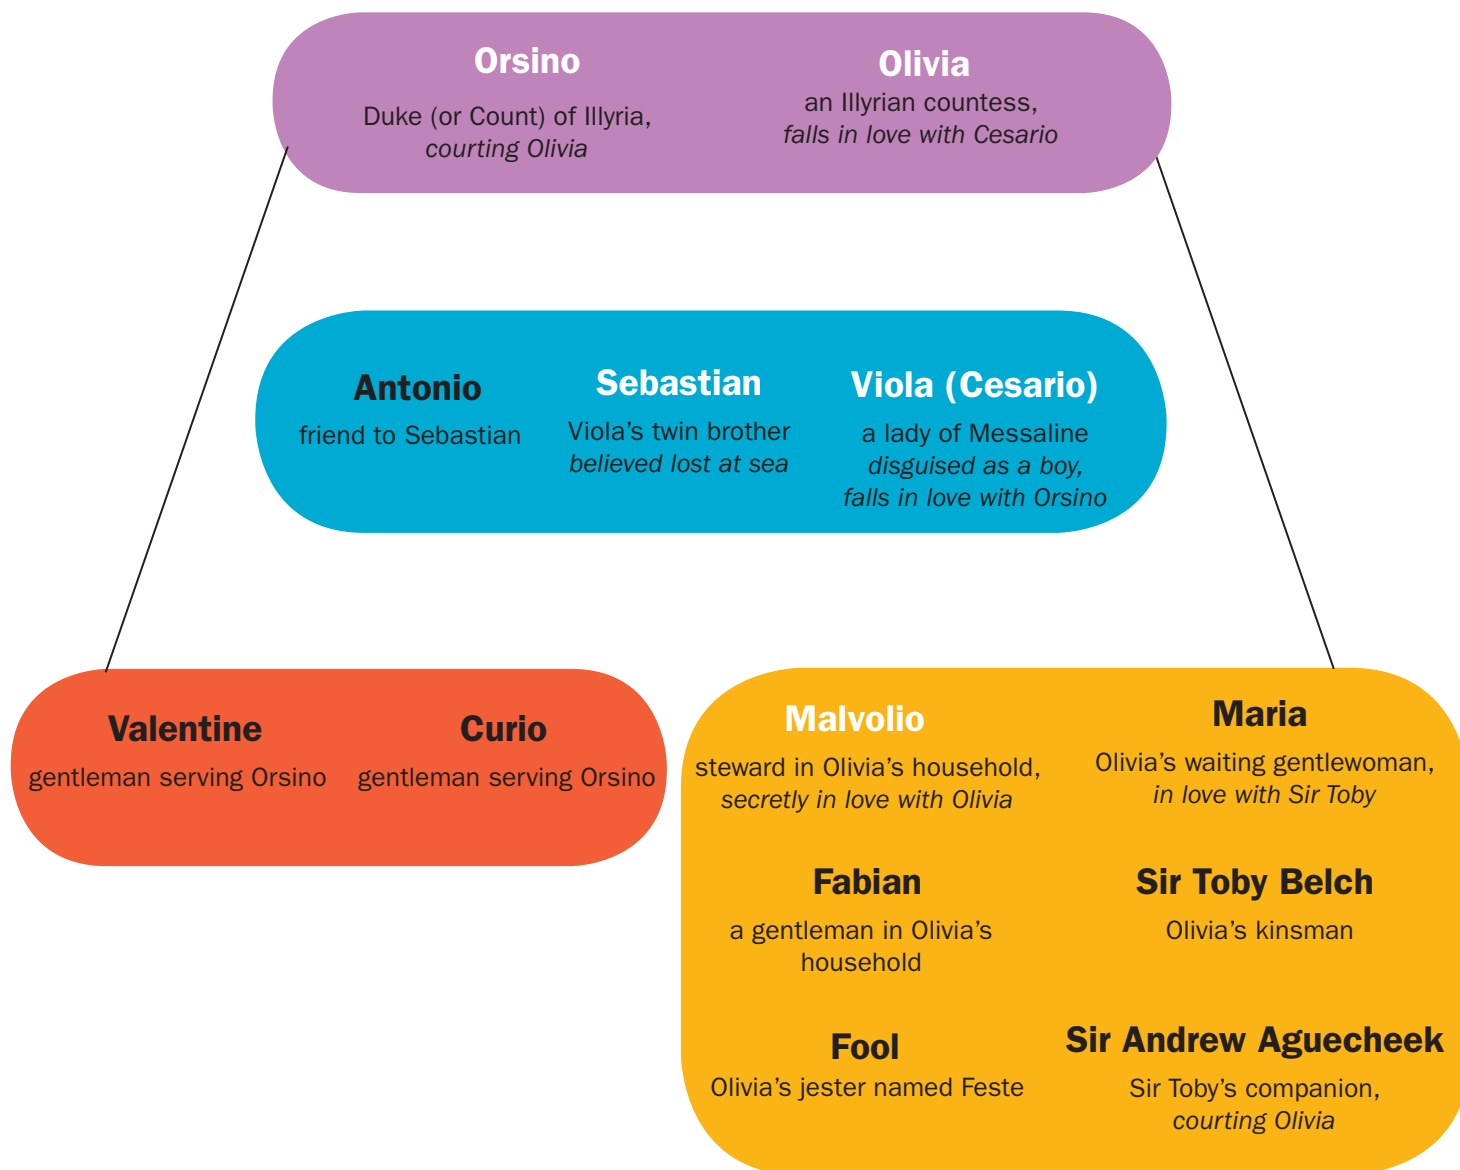 Orsino
Duke (or Count) of Illyria,
courting Olivia
Olivia
an Illyrian countess,
falls in love with Cesario
Antonio
friend to Sebastian
Sebastian
Viola's twin brother
believed lost at sea
Viola (Cesario)
a lady of Messaline
disguised as a boy,
falls in love with Orsino
Valentine
gentleman serving Orsino
Curio
gentleman serving Orsino
Malvolio
steward in Olivia's household,
secretly in love with Olivia
Maria
Olivia's waiting gentlewoman,
in love with Sir Toby
Fabian
a gentleman in Olivia's
household
Sir Toby Belch
Olivia's kinsman
Fool
Olivia's jester named Feste
Sir Andrew Aguecheek
Sir Toby's companion,
courting Olivia